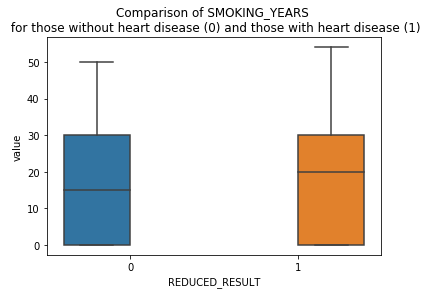 Comparison of SMOKING_YEARS
for those without heart disease (0) and those with heart disease (1)
50
40
30
20
10
0
value
0 1
REDUCED_RESULT